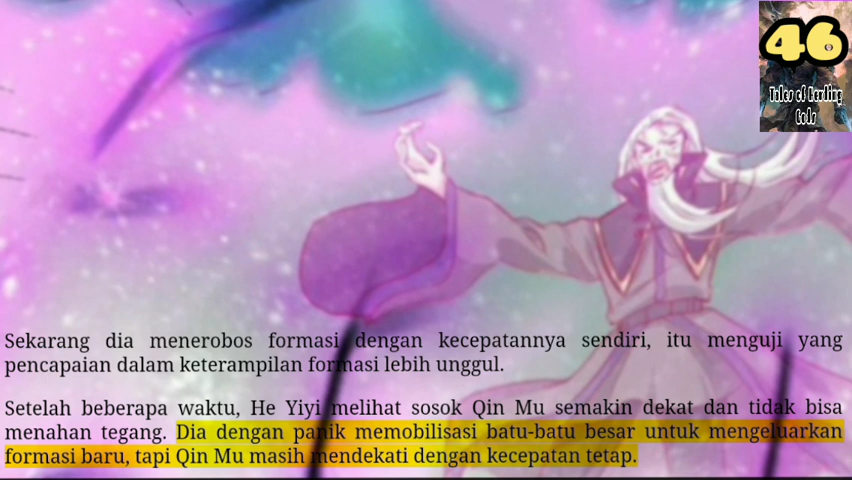 46
Tales of Herding
Gods
Sekarang dia menerobos formasi dengan kecepatannya sendiri, itu menguji yang
pencapaian dalam keterampilan formasi lebih unggul.
Setelah beberapa waktu, He Yiyi melihat sosok Qin Mu semakin dekat dan tidak bisa
menahan tegang. Dia dengan panik memobilisasi batu-batu besar untuk mengeluarkan
formasi baru, tapi Qin Mu masih mendekati dengan kecepatan tetap.